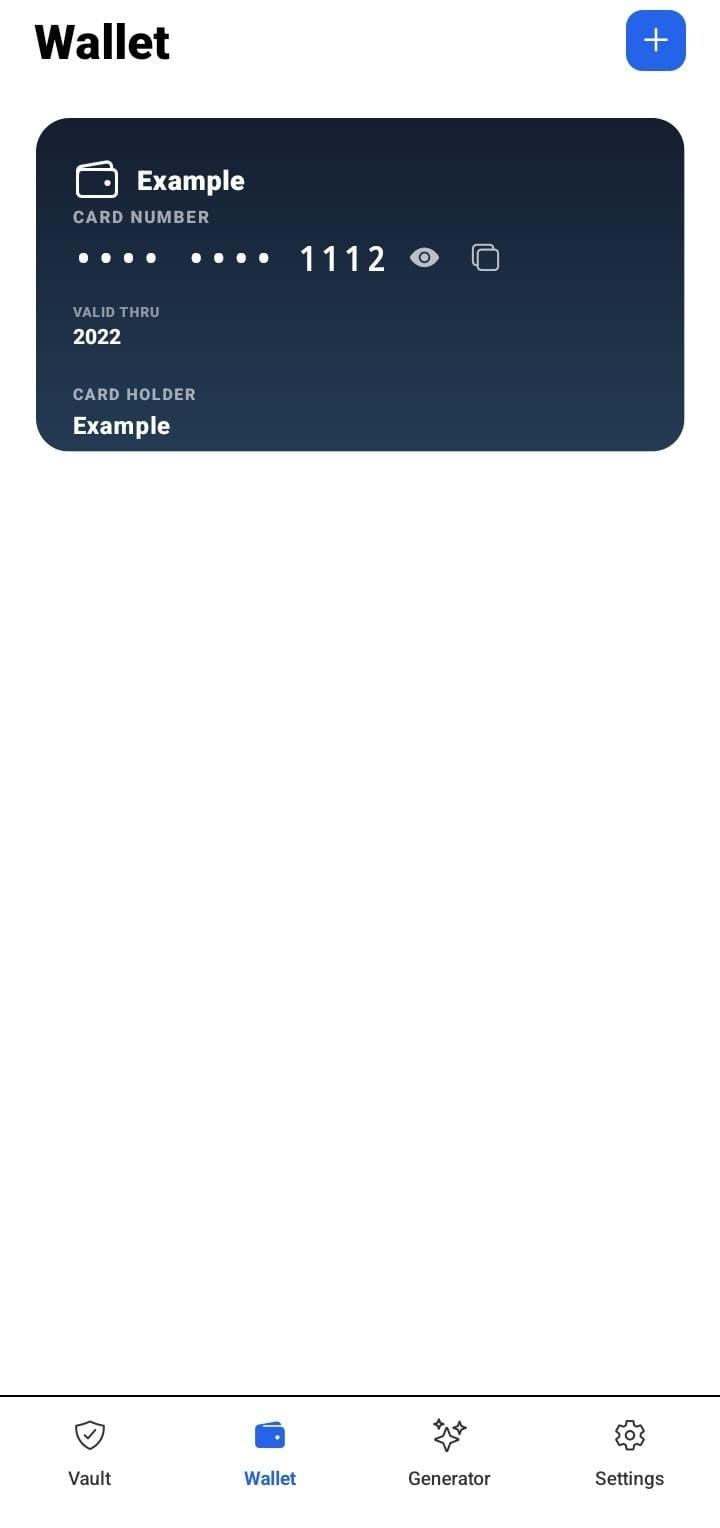 Wallet
Example
CARD NUMBER
•••• •••• 1112
VALID THRU
2022
CARD HOLDER
Example
Vault Wallet Generator Settings